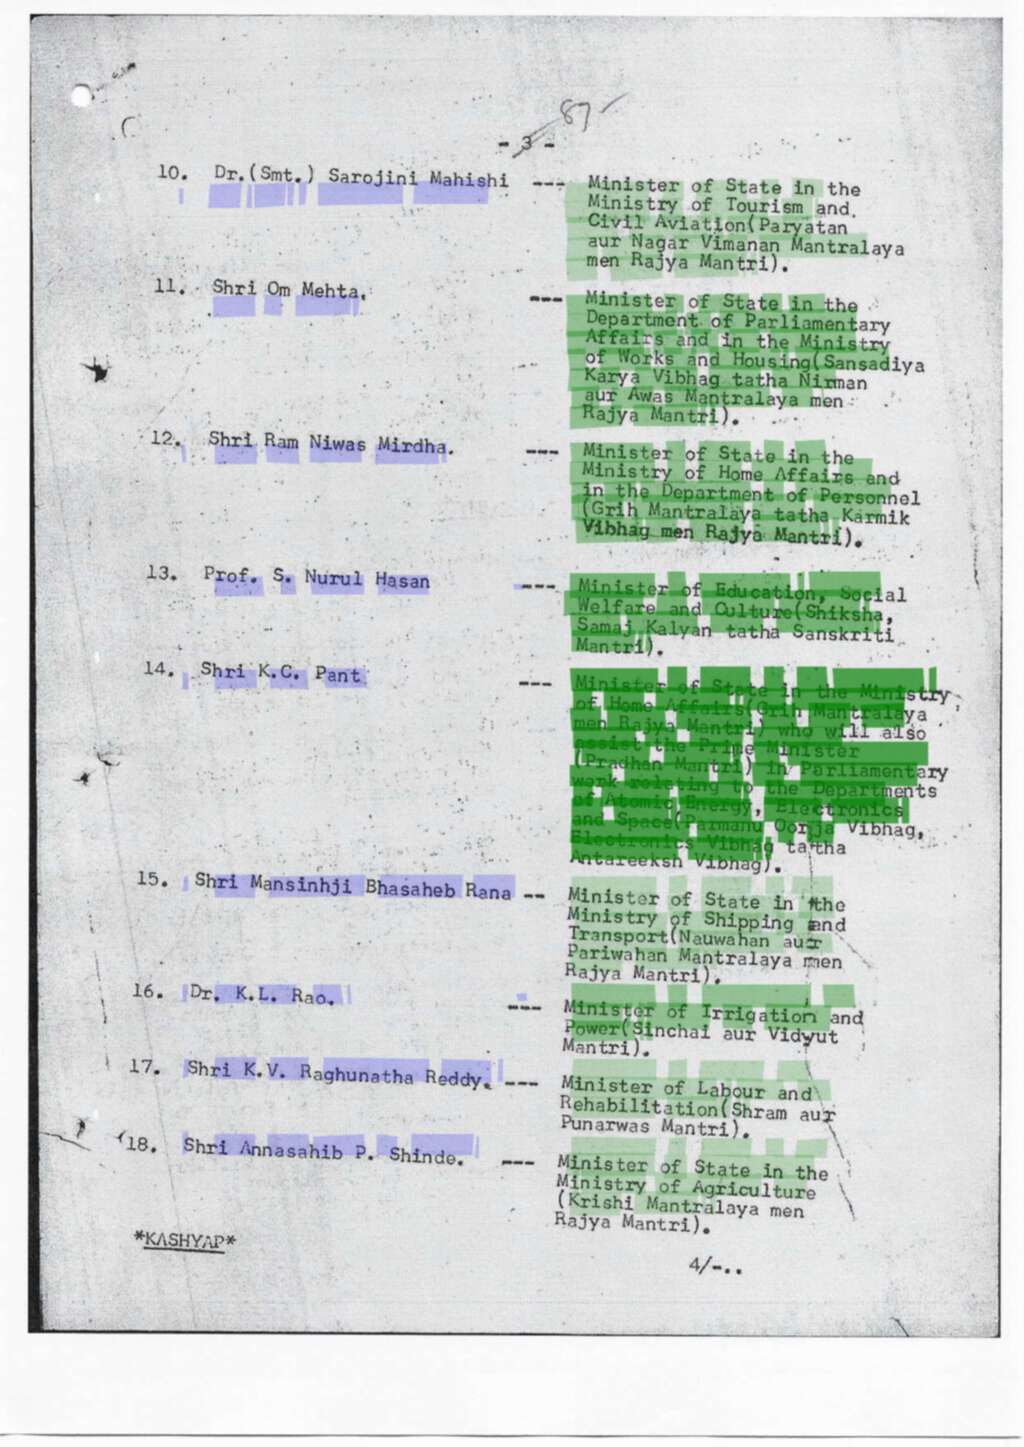 87
- 3 -
10. Dr.(Smt.) Sarojini Mahishi --- Minister of State in the
Ministry of Tourism and.
Civil Aviation(Paryatan
aur Nagar Vimanan Mantralaya
men Rajya Mantri).
11. Shri Om Mehta. --- Minister of State in the
Department of Parliamentary
Affairs and in the Ministry
of Works and Housing(Sansadiya
Karya Vibhag tatha Nirman
aur Awas Mantralaya men
Rajya Mantri).
12. Shri Ram Niwas Mirdha. --- Minister of State in the
Ministry of Home Affairs and
in the Department of Personnel
(Grih Mantralaya tatha Karmik
Vibhag men Rajya Mantri).
13. Prof. S. Nurul Hasan --- Minister of Education, Social
Welfare and Culture(Shiksha,
Samaj Kalyan tatha Sanskriti
Mantri).
14. Shri K.C. Pant --- Minister of State in the Ministry
of Home Affairs(Grih Mantralaya
men Rajya Mantri) who will also
assist the Prime Minister
(Pradhan Mantri) in Parliamentary
work relating to the Departments
of Atomic Energy, Electronics
and Space(Parmanu Oorja Vibhag,
Electronics Vibhag tatha
Antareeksh Vibhag).
15. Shri Mansinhji Bhasaheb Rana -- Minister of State in the
Ministry of Shipping and
Transport(Nauwahan aur
Pariwahan Mantralaya men
Rajya Mantri).
16. Dr. K.L. Rao. --- Minister of Irrigation and
Power(Sinchai aur Vidyut
Mantri).
17. Shri K.V. Raghunatha Reddy. --- Minister of Labour and
Rehabilitation(Shram aur
Punarwas Mantri).
18. Shri Annasahib P. Shinde. --- Minister of State in the
Ministry of Agriculture
(Krishi Mantralaya men
Rajya Mantri).
*KASHYAP*
4/-..